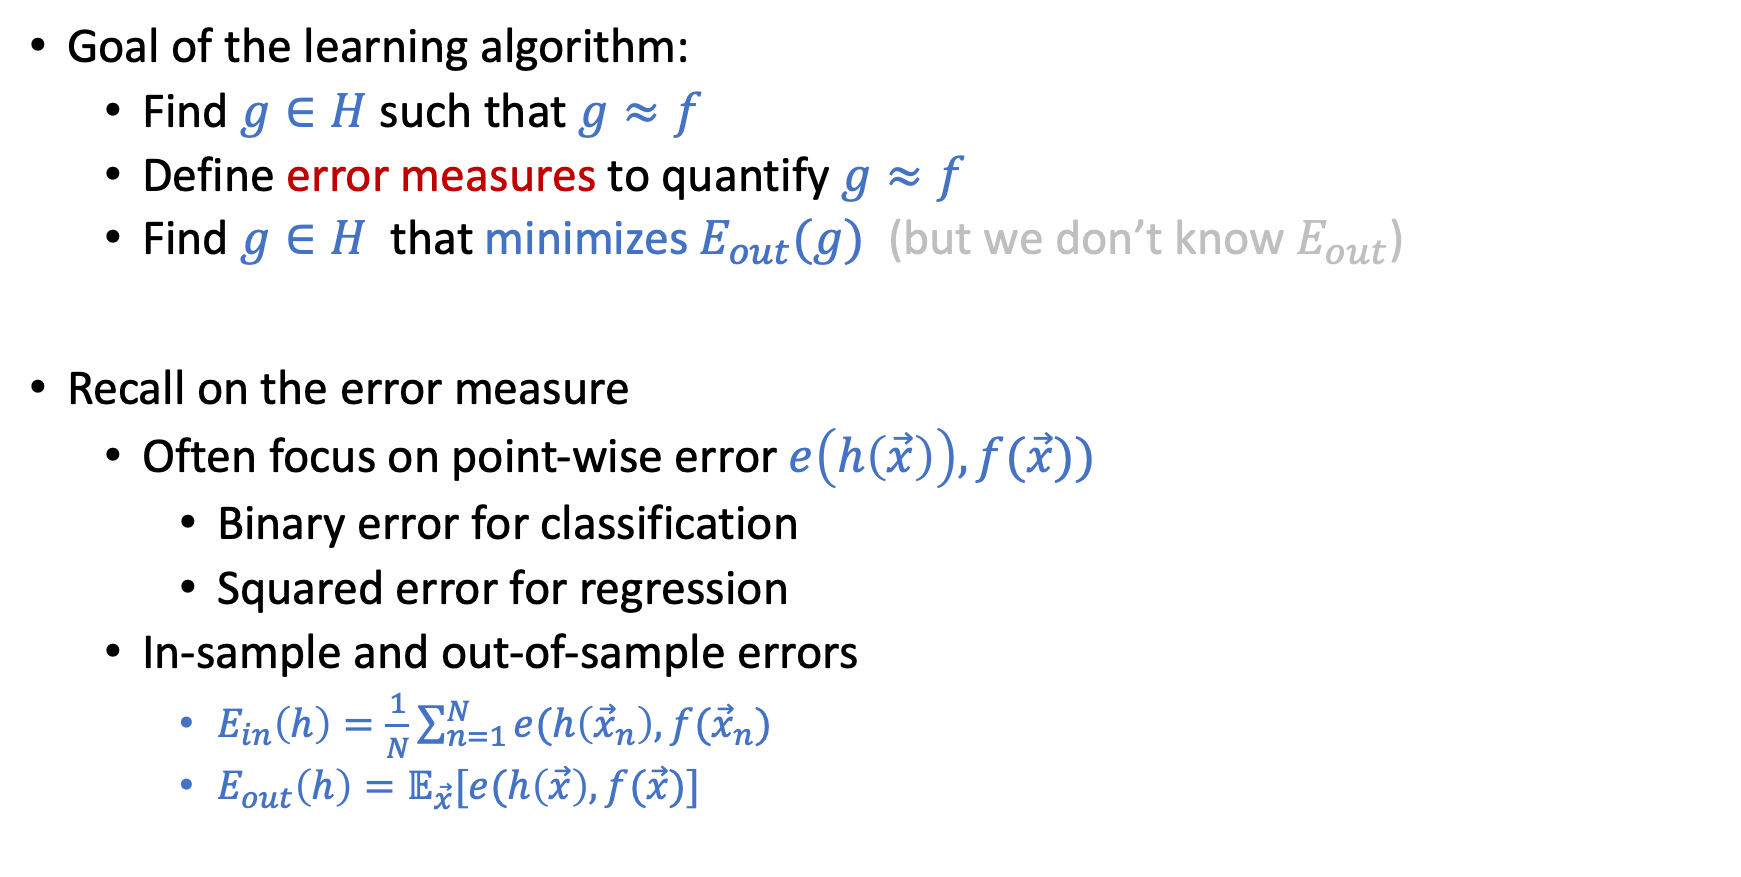 • Goal of the learning algorithm:
• Find g ∈ H such that g ≈ f
• Define error measures to quantify g ≈ f
• Find g ∈ H that minimizes E_out(g) (but we don't know E_out)
• Recall on the error measure
• Often focus on point-wise error e(h(x⃗)), f(x⃗))
• Binary error for classification
• Squared error for regression
• In-sample and out-of-sample errors
• E_in(h) = 1/N ∑_{n=1}^{N} e(h(x⃗_n), f(x⃗_n)
• E_out(h) = 𝔼_x⃗[e(h(x⃗), f(x⃗)]